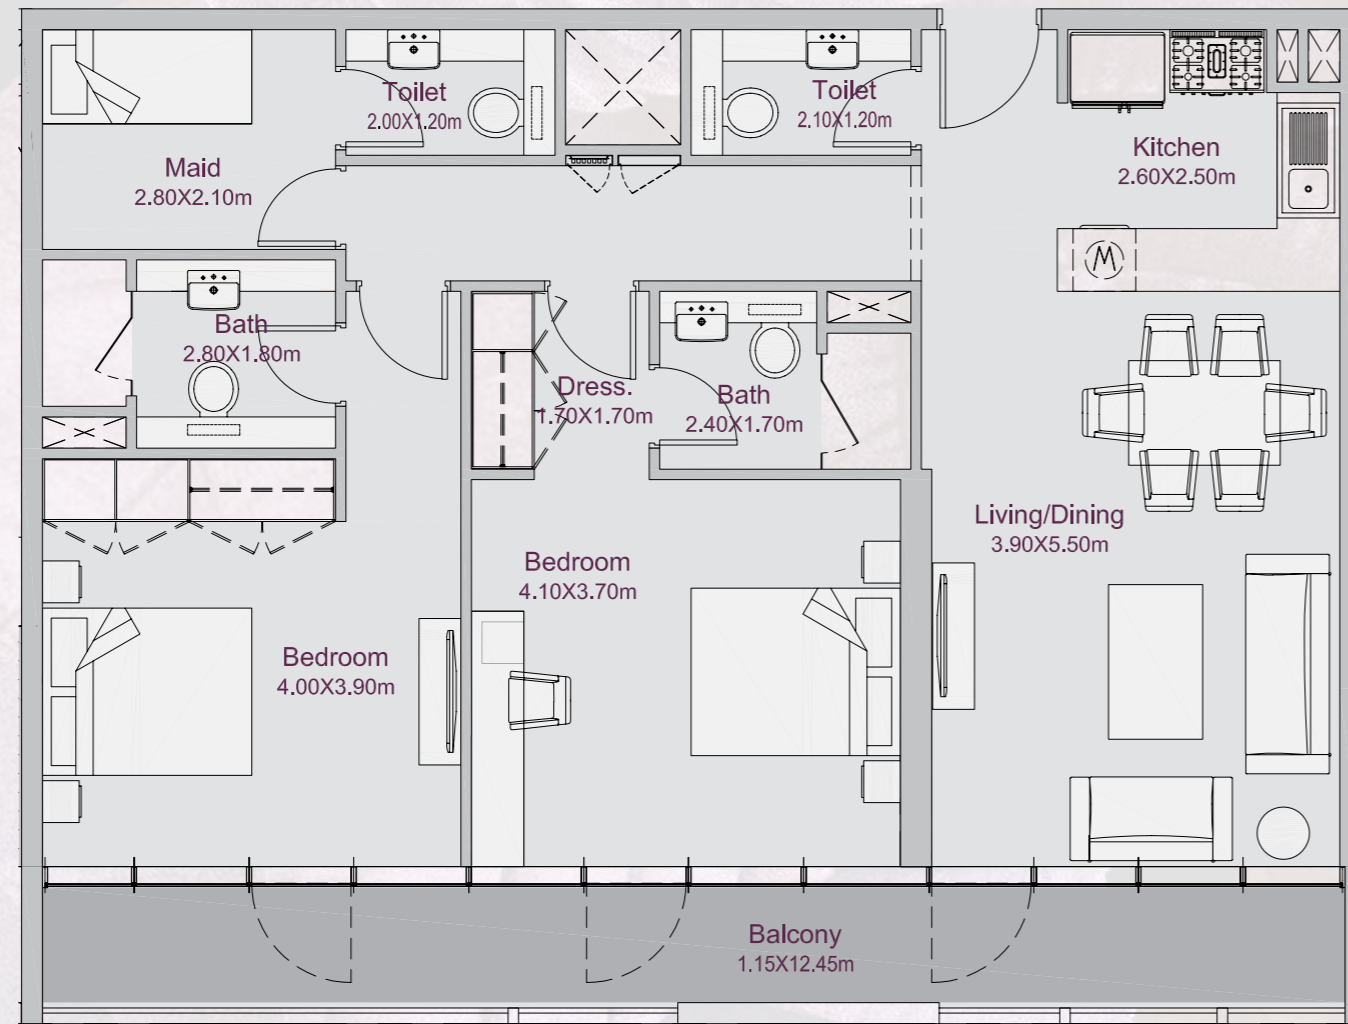 Toilet
2.00X1.20m
Toilet
2.10X1.20m
Kitchen
2.60X2.50m
Maid
2.80X2.10m
W
Bath
2.80X1.80m
Dress.
1.70X1.70m
Bath
2.40X1.70m
Living/Dining
3.90X5.50m
Bedroom
4.10X3.70m
Bedroom
4.00X3.90m
Balcony
1.15X12.45m